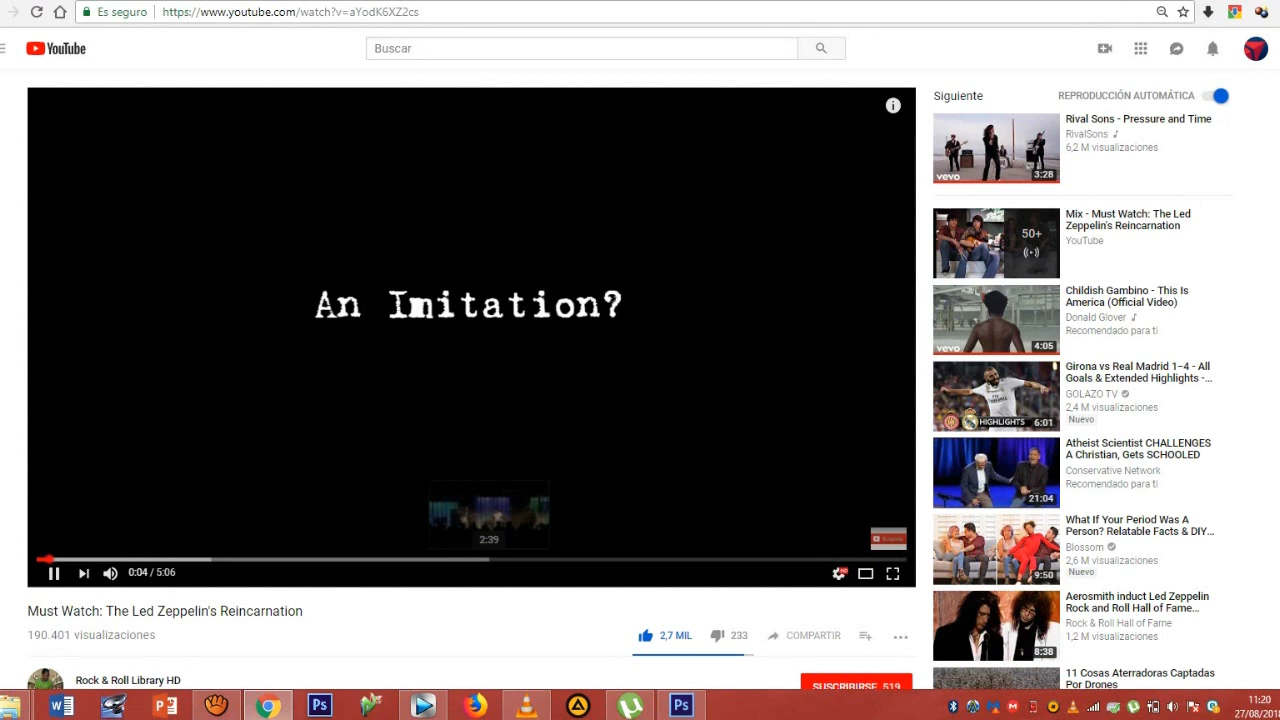 Es seguro https://www.youtube.com/watch?v=aYodK6XZ2cs
YouTube
Buscar
An Imitation?
2:39
0:04 / 5:06
Must Watch: The Led Zeppelin's Reincarnation
190.401 visualizaciones
2,7 MIL
233
COMPARTIR
Rock & Roll Library HD
SUSCRIBIRSE 519
Siguiente
REPRODUCCIÓN AUTOMÁTICA
vevo
3:28
Rival Sons - Pressure and Time
RivalSons
6,2 M visualizaciones
50+
Mix - Must Watch: The Led
Zeppelin's Reincarnation
YouTube
vevo
4:05
Childish Gambino - This Is
America (Official Video)
Donald Glover
Recomendado para ti
HIGHLIGHTS
6:01
Girona vs Real Madrid 1-4 - All
Goals & Extended Highlights -...
GOLAZO TV
2,4 M visualizaciones
Nuevo
21:04
Atheist Scientist CHALLENGES
A Christian, Gets SCHOOLED
Conservative Network
Recomendado para ti
9:50
What If Your Period Was A
Person? Relatable Facts & DIY...
Blossom
2,6 M visualizaciones
Nuevo
8:38
Aerosmith induct Led Zeppelin
Rock and Roll Hall of Fame...
Rock & Roll Hall of Fame
1,2 M visualizaciones
11 Cosas Aterradoras Captadas
Por Drones
11:20